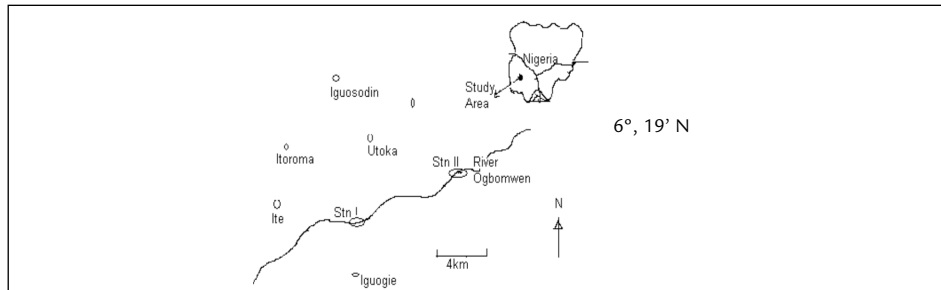 Nigeria
Iguosodin
Study
Area
6°, 19' N
Utoka
Itoroma
Stn II
River
Ogbomwen
Ite
Stn I
N
4km
Iguogie